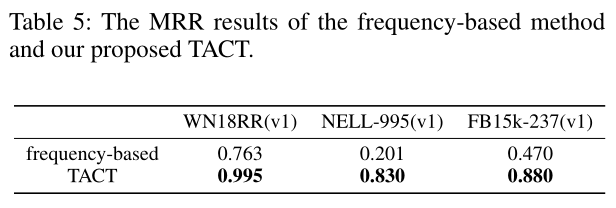 Table 5: The MRR results of the frequency-based method
and our proposed TACT.
WN18RR(v1) NELL-995(v1) FB15k-237(v1)
frequency-based 0.763 0.201 0.470
TACT 0.995 0.830 0.880